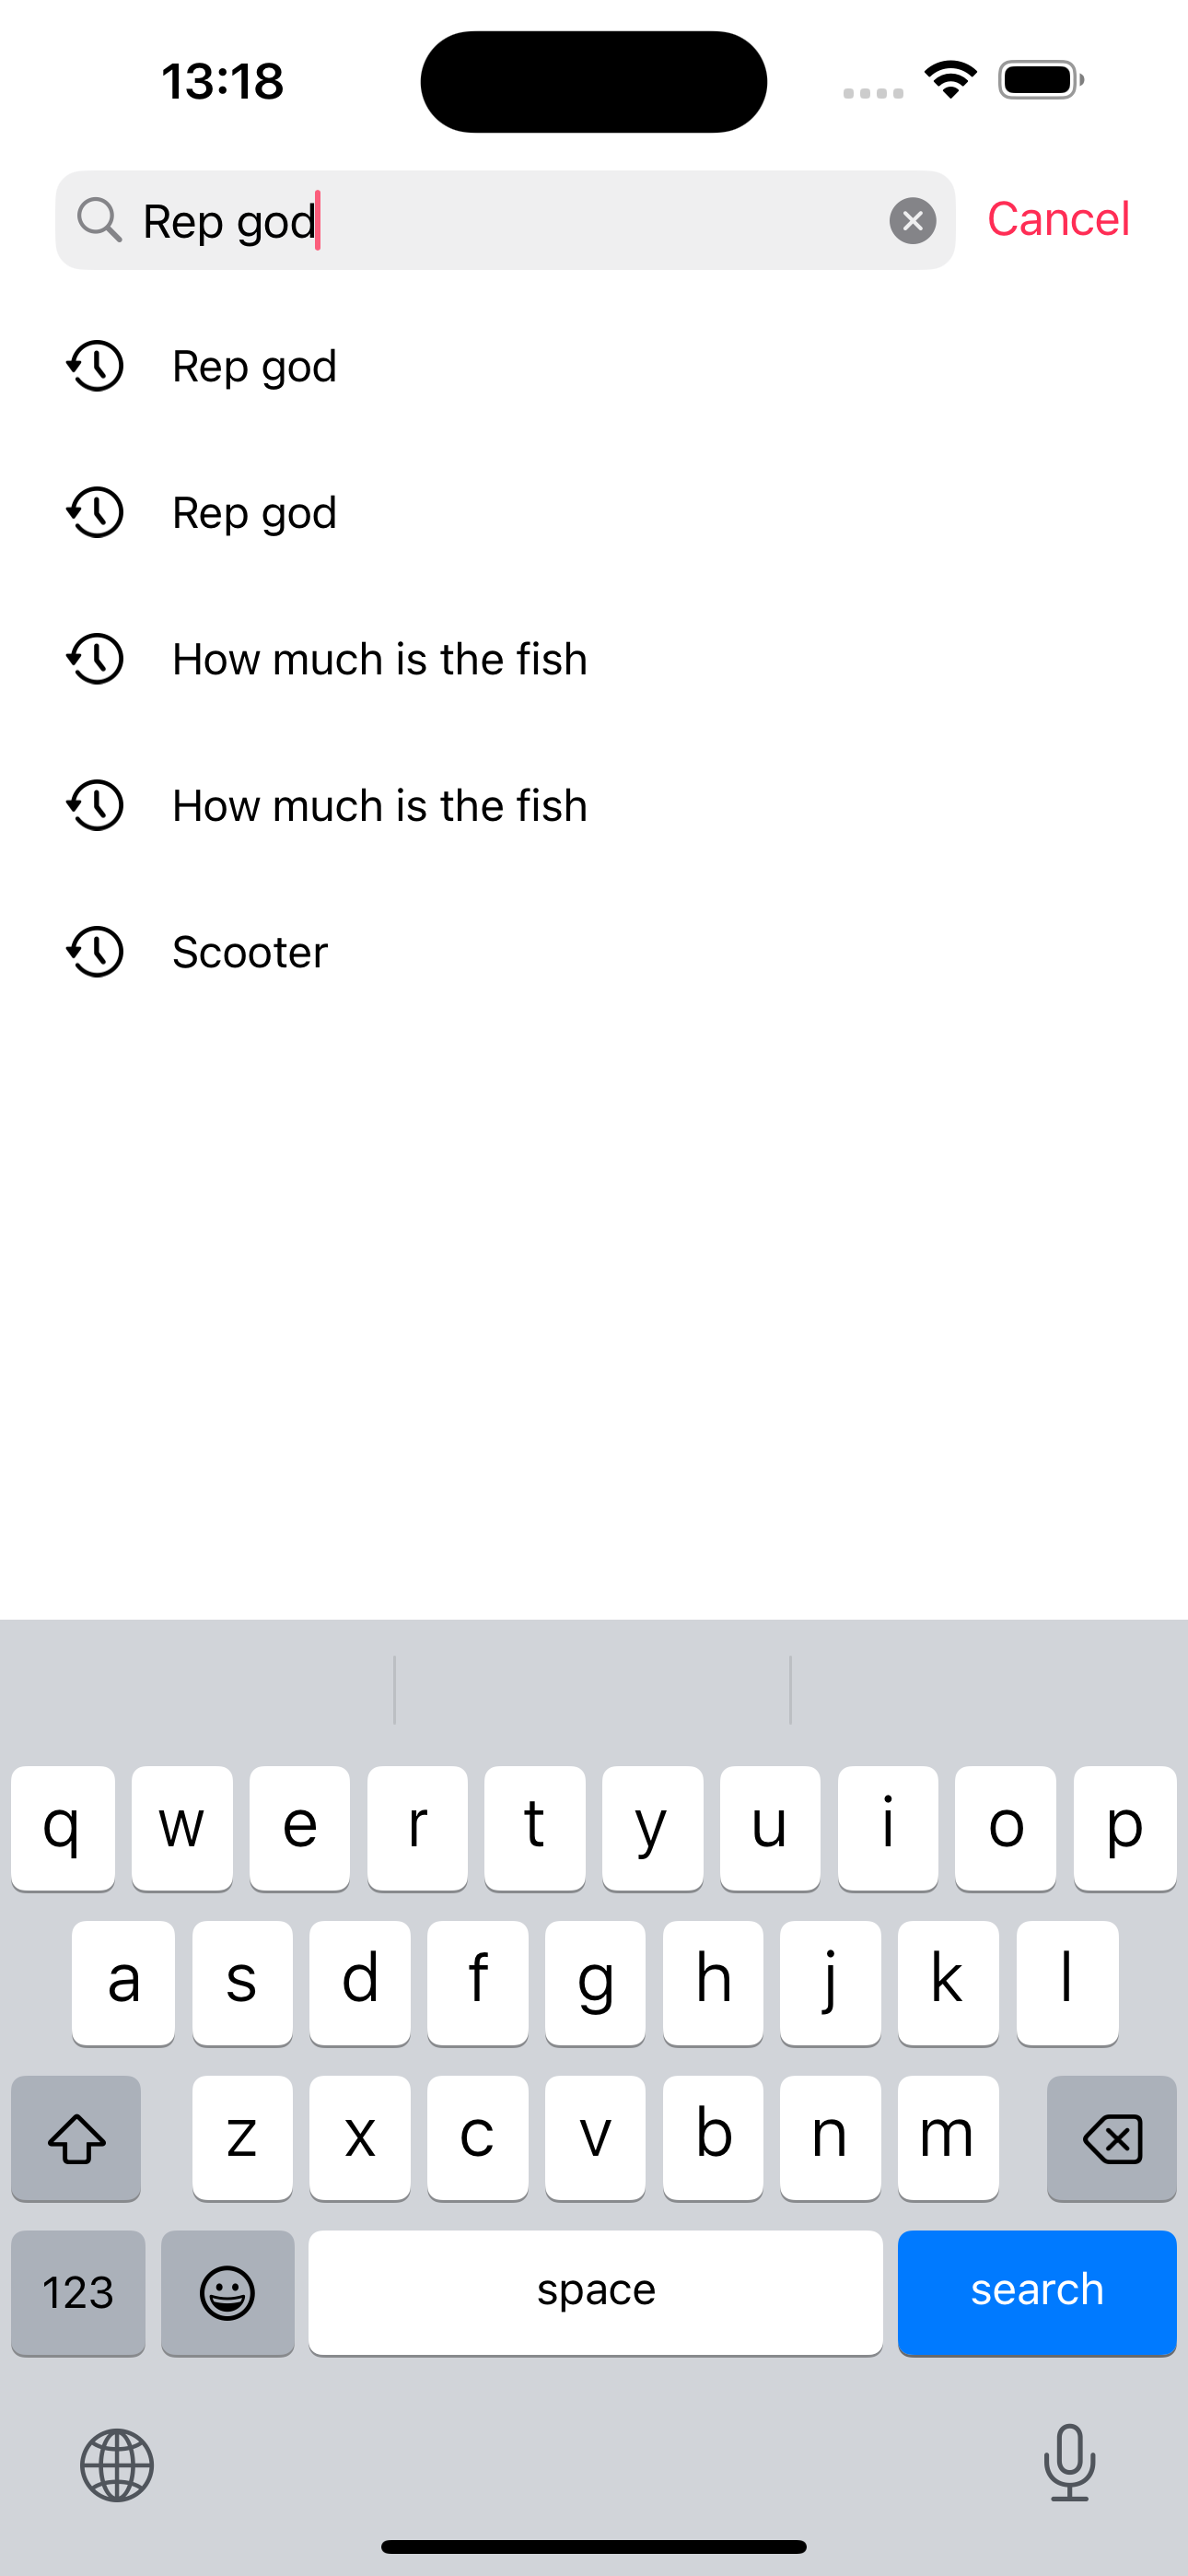 13:18
Rep god Cancel
Rep god
Rep god
How much is the fish
How much is the fish
Scooter
q w e r t y u i o p
a s d f g h j k l
z x c v b n m
123 space search